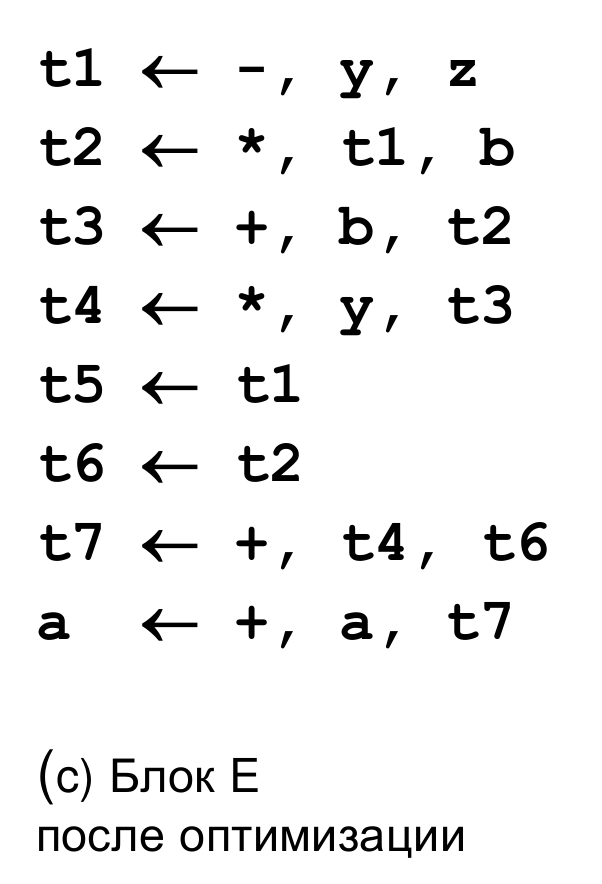 t1 ← -, y, z
t2 ← *, t1, b
t3 ← +, b, t2
t4 ← *, y, t3
t5 ← t1
t6 ← t2
t7 ← +, t4, t6
a ← +, a, t7
(c) Блок E
после оптимизации